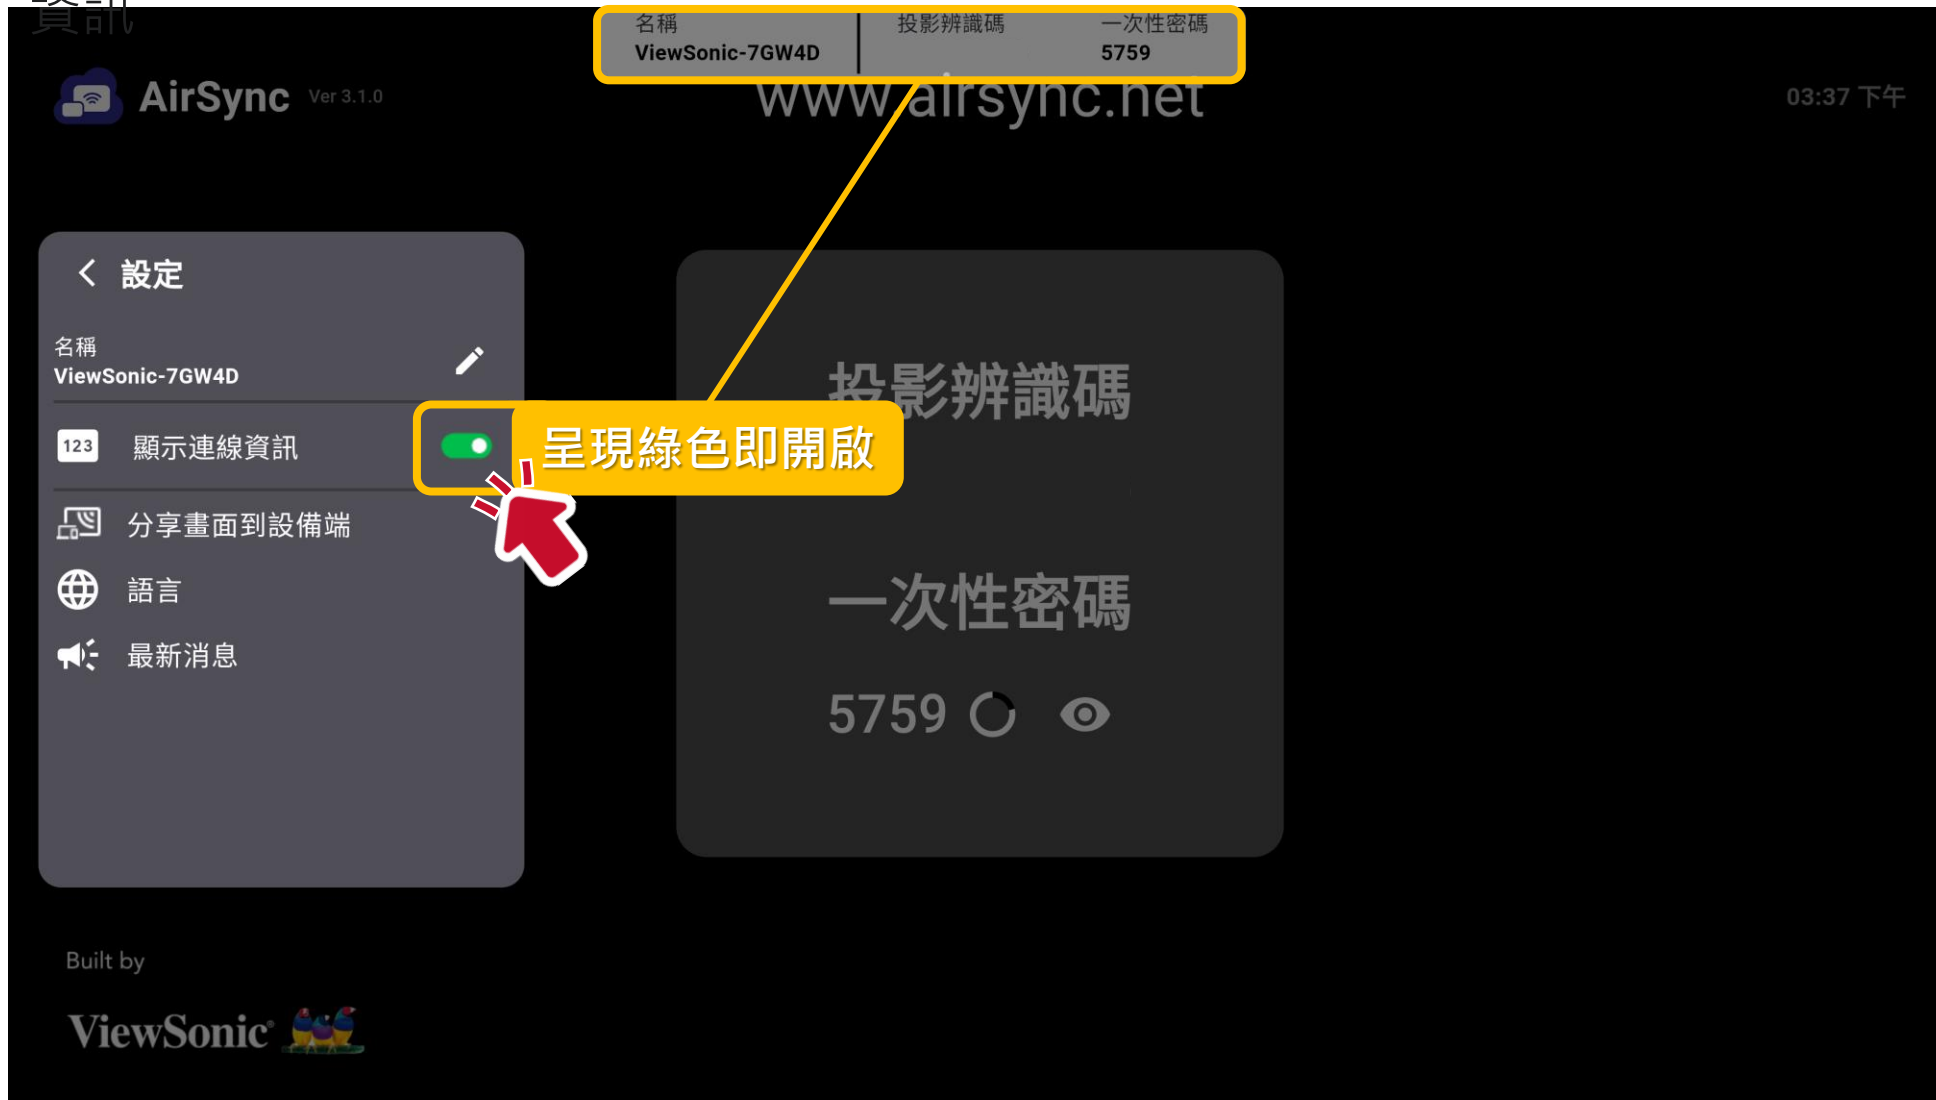 資訊
名稱
ViewSonic-7GW4D
投影辨識碼
一次性密碼
5759
AirSync Ver 3.1.0
www.airsync.net
03:37 下午
設定
名稱
ViewSonic-7GW4D
123 顯示連線資訊
呈現綠色即開啟
分享畫面到設備端
語言
最新消息
投影辨識碼
一次性密碼
5759
Built by
ViewSonic